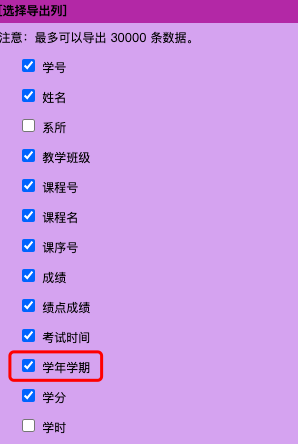 [选择导出列]
注意：最多可以导出 30000 条数据。
学号
姓名
系所
教学班级
课程号
课程名
课序号
成绩
绩点成绩
考试时间
学年学期
学分
学时